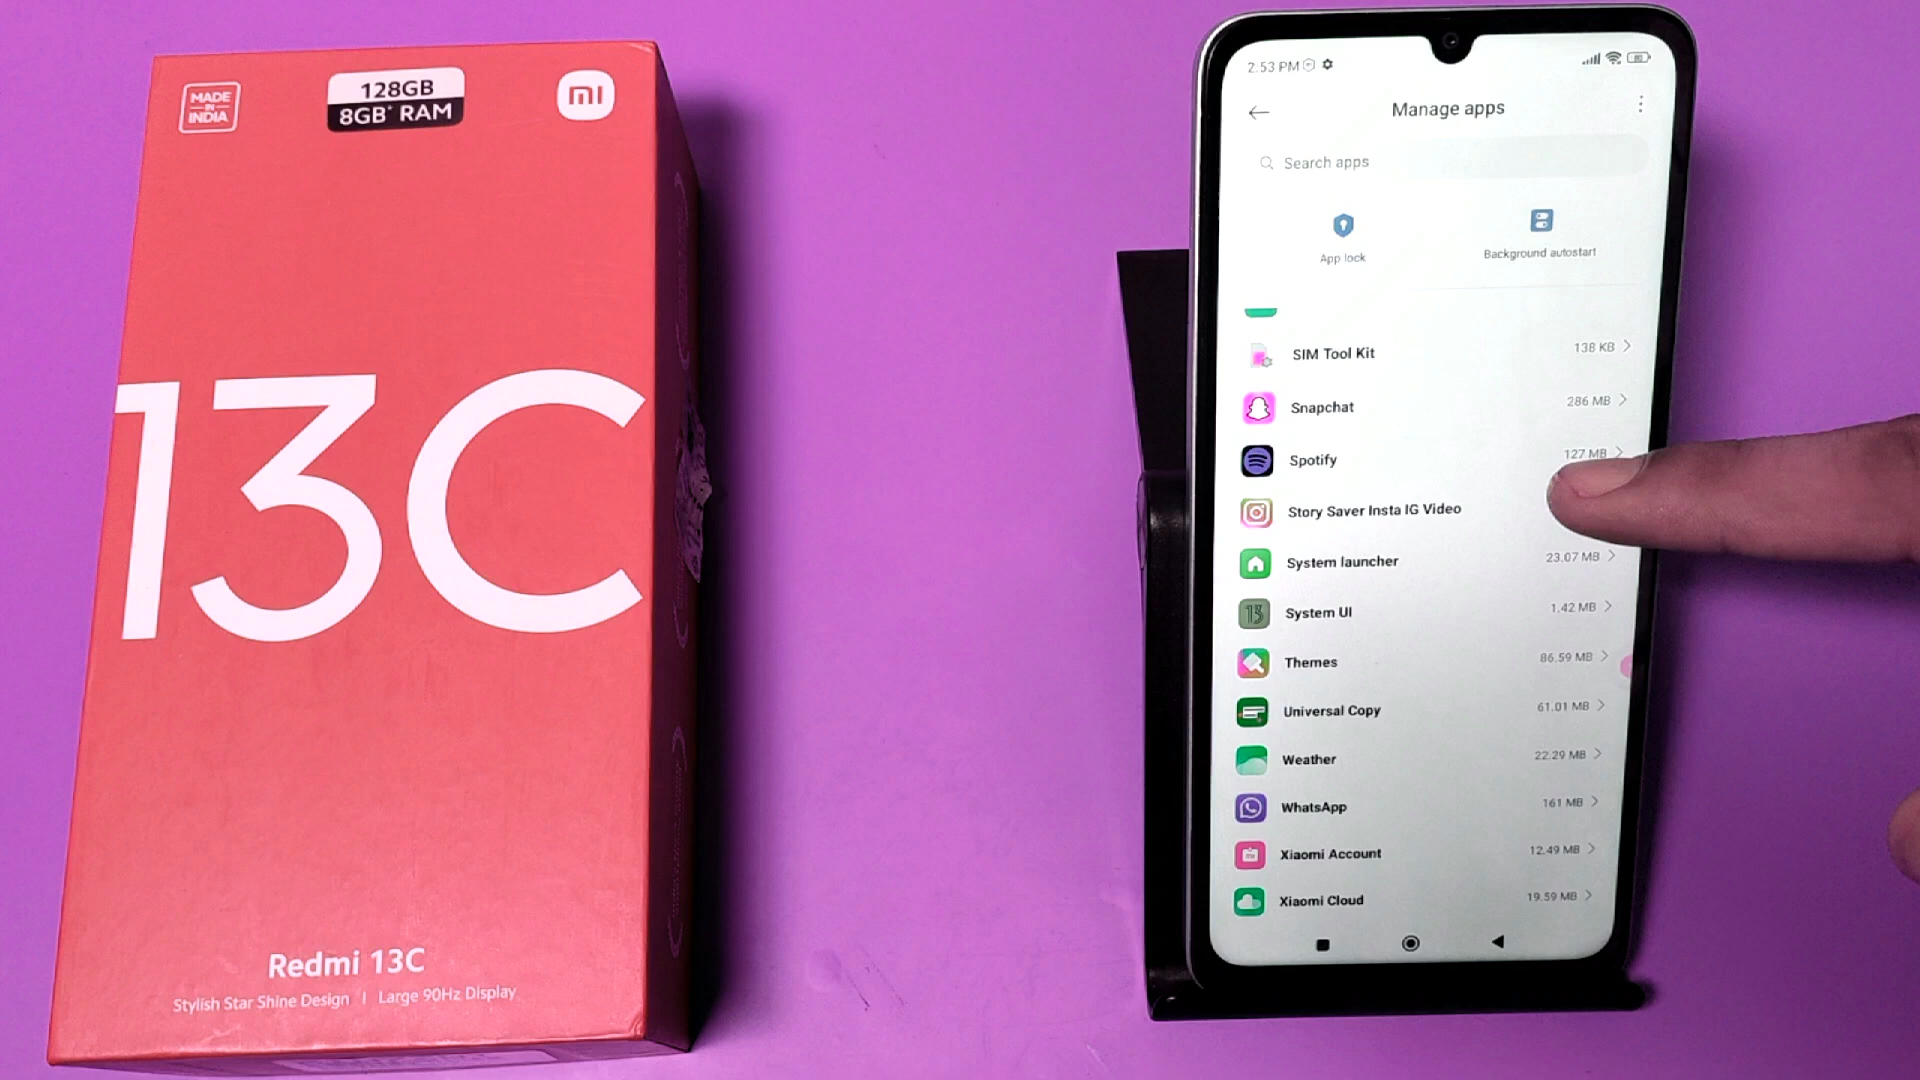 MADE
IN
INDIA
128GB
8GB* RAM
mi
13C
Redmi 13C
Stylish Star Shine Design | Large 90Hz Display
2:53 PM
Manage apps
Search apps
App lock
Background autostart
SIM Tool Kit 138 KB
Snapchat 286 MB
Spotify 127 MB
Story Saver Insta IG Video
System launcher 23.07 MB
System UI 1.42 MB
Themes 86.59 MB
Universal Copy 61.01 MB
Weather 22.29 MB
WhatsApp 161 MB
Xiaomi Account 12.49 MB
Xiaomi Cloud 19.59 MB